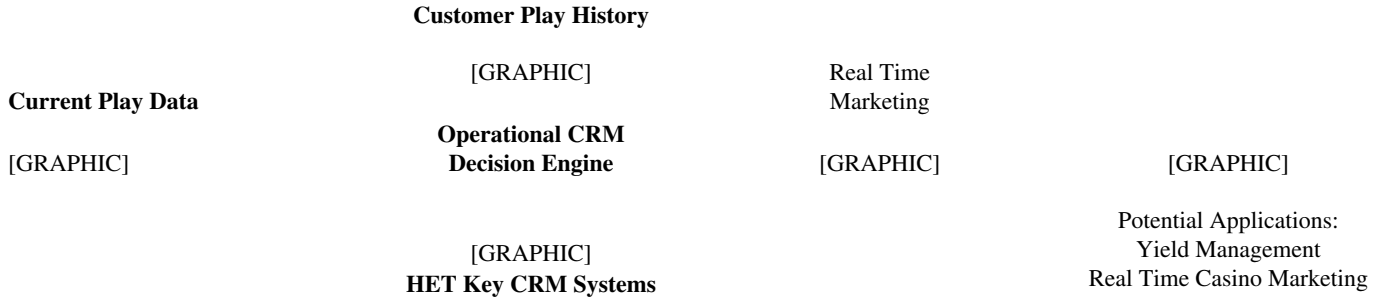 Customer Play History
[GRAPHIC] Real Time
Current Play Data Marketing
Operational CRM
[GRAPHIC] Decision Engine [GRAPHIC] [GRAPHIC]
Potential Applications:
[GRAPHIC] Yield Management
HET Key CRM Systems Real Time Casino Marketing